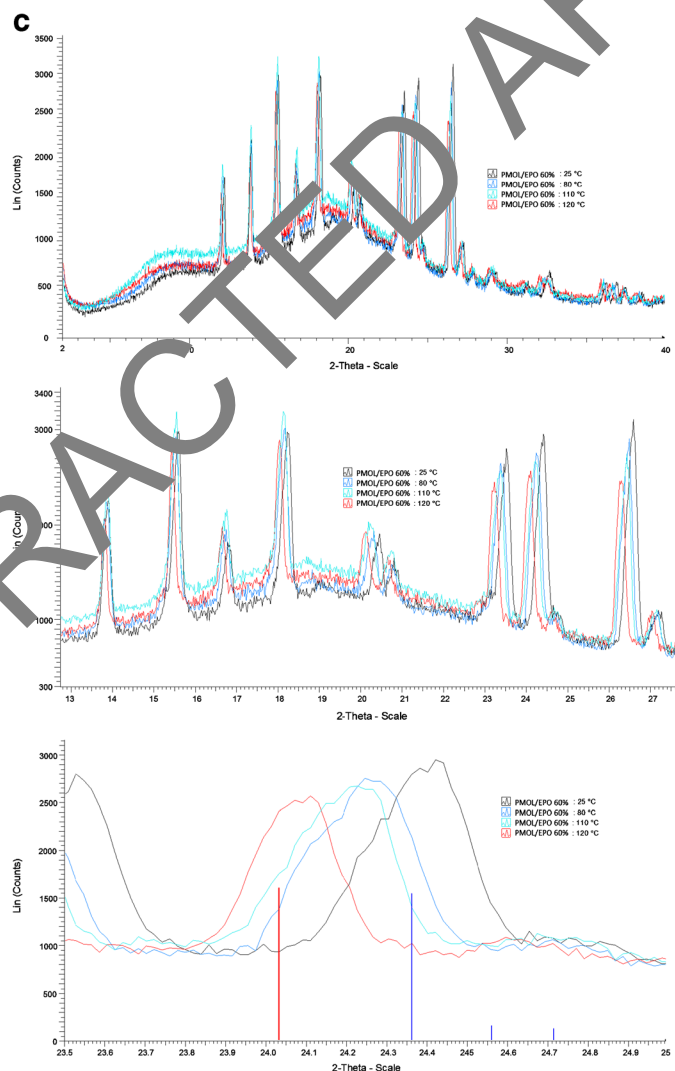 C
3500
3000
2500
2000
1500
1000
500
0
Lin (Counts)
PMOL/EPO 60% : 25 °C
PMOL/EPO 60% : 80 °C
PMOL/EPO 60% : 110 °C
PMOL/EPO 60% : 120 °C
2 20 30 40
2-Theta - Scale
3400
3000
1000
300
PMOL/EPO 60% : 25 °C
PMOL/EPO 60% : 80 °C
PMOL/EPO 60% : 110 °C
PMOL/EPO 60% : 120 °C
13 14 15 16 17 18 19 20 21 22 23 24 25 26 27
2-Theta - Scale
3000
2500
2000
1500
1000
500
0
Lin (Counts)
PMOL/EPO 60% : 25 °C
PMOL/EPO 60% : 80 °C
PMOL/EPO 60% : 110 °C
PMOL/EPO 60% : 120 °C
23.5 23.6 23.7 23.8 23.9 24.0 24.1 24.2 24.3 24.4 245 24.6 24.7 24.8 24.9 25
2-Theta - Scale
RACTED AR